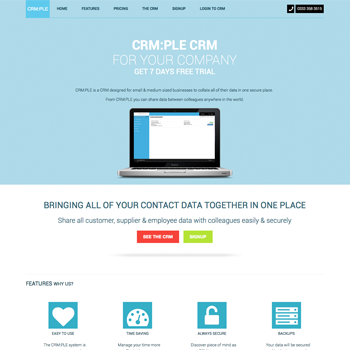 CRM:PLE
HOME FEATURES PRICING THE CRM SIGNUP LOGIN TO CRM
0333 358 3515
CRM:PLE CRM
FOR YOUR COMPANY
GET 7 DAYS FREE TRIAL
CRM:PLE is a CRM designed for small & medium sized businesses to collate all of their data in one secure place.
From CRM:PLE you can share data between colleagues anywhere in the world.
BRINGING ALL OF YOUR CONTACT DATA TOGETHER IN ONE PLACE
Share all customer, supplier & employee data with colleagues easily & securely
SEE THE CRM SIGNUP
FEATURES WHY US?
EASY TO USE TIME SAVING ALWAYS SECURE BACKUPS
The CRM:PLE system is Manage your time more Discover peace of mind as Your data will be secured